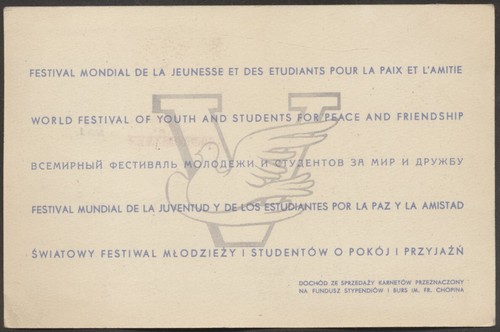 FESTIVAL MONDIAL DE LA JEUNESSE ET DES ETUDIANTS POUR LA PAIX ET L'AMITIE
WORLD FESTIVAL OF YOUTH AND STUDENTS FOR PEACE AND FRIENDSHIP
ВСЕМИРНЫЙ ФЕСТИВАЛЬ МОЛОДЕЖИ И СТУДЕНТОВ ЗА МИР И ДРУЖБУ
FESTIVAL MUNDIAL DE LA JUVENTUD Y DE LOS ESTUDIANTES POR LA PAZ Y LA AMISTAD
ŚWIATOWY FESTIWAL MŁODZIEŻY I STUDENTÓW O POKÓJ I PRZYJAŹŃ
V
DOCHÓD ZE SPRZEDAŻY KARNETÓW PRZEZNACZONY
NA FUNDUSZ STYPENDIÓW I BURS IM. FR. CHOPINA